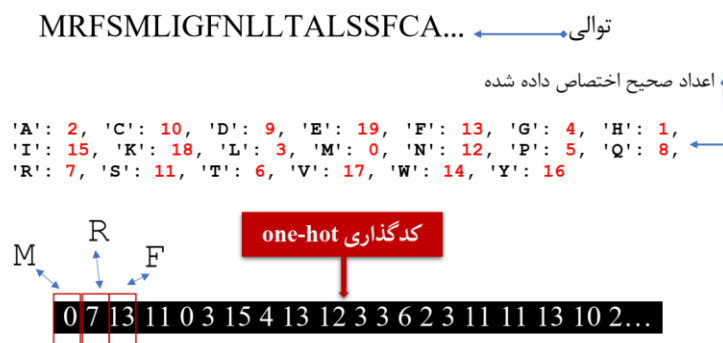 MRFSMLIGFNLLTALSSFCA... توالی
اعداد صحیح اختصاص داده شده
'A': 2, 'C': 10, 'D': 9, 'E': 19, 'F': 13, 'G': 4, 'H': 1,
'I': 15, 'K': 18, 'L': 3, 'M': 0, 'N': 12, 'P': 5, 'Q': 8,
'R': 7, 'S': 11, 'T': 6, 'V': 17, 'W': 14, 'Y': 16
کدگذاری one-hot
M R F
0 7 13 11 0 3 15 4 13 12 3 3 6 2 3 11 11 13 10 2...